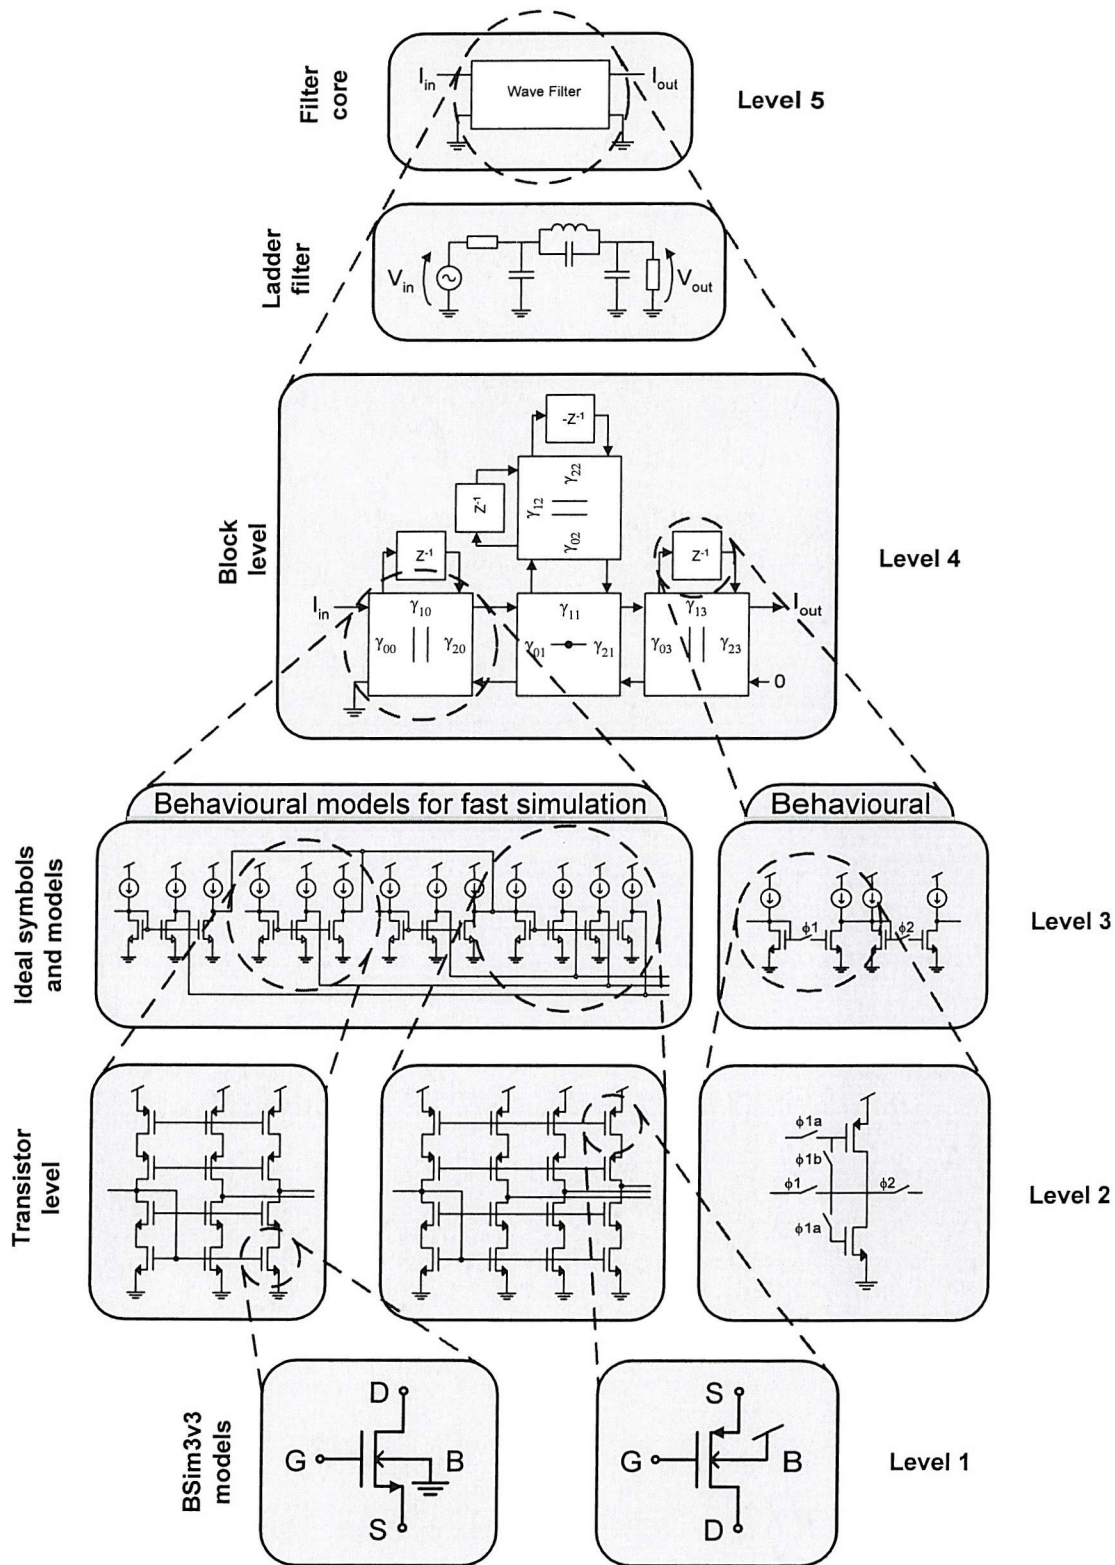 Filter core
I_in
Wave Filter
I_out
Level 5
Ladder filter
V_in
V_out
Block level
-Z⁻¹
Z⁻¹
γ₁₂
γ₂₂
γ₀₂
Z⁻¹
Z⁻¹
Level 4
I_in
γ₁₀
γ₀₀
γ₂₀
γ₁₁
γ₀₁
γ₂₁
γ₁₃
γ₀₃
γ₂₃
I_out
0
Behavioural models for fast simulation
Behavioural
Ideal symbols and models
ϕ1
ϕ2
Level 3
Transistor level
ϕ1a
ϕ1b
ϕ1
ϕ2
ϕ1a
Level 2
BSim3v3 models
D
G
B
S
S
G
B
D
Level 1